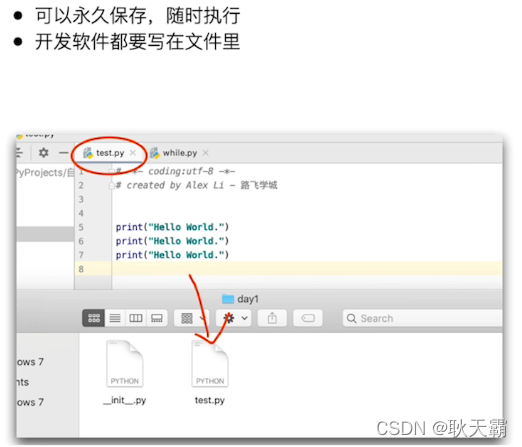 ● 可以永久保存，随时执行
● 开发软件都要写在文件里
test.py
test.py
while.py
PyProjects/自
1 # -*- coding:utf-8 -*-
2 # created by Alex Li - 路飞学城
3
4
5 print("Hello World.")
6 print("Hello World.")
7 print("Hello World.")
8
day1
Search
ows 7
nts
ows 7
PYTHON
PYTHON
__init__.py
test.py
CSDN @耿天霸